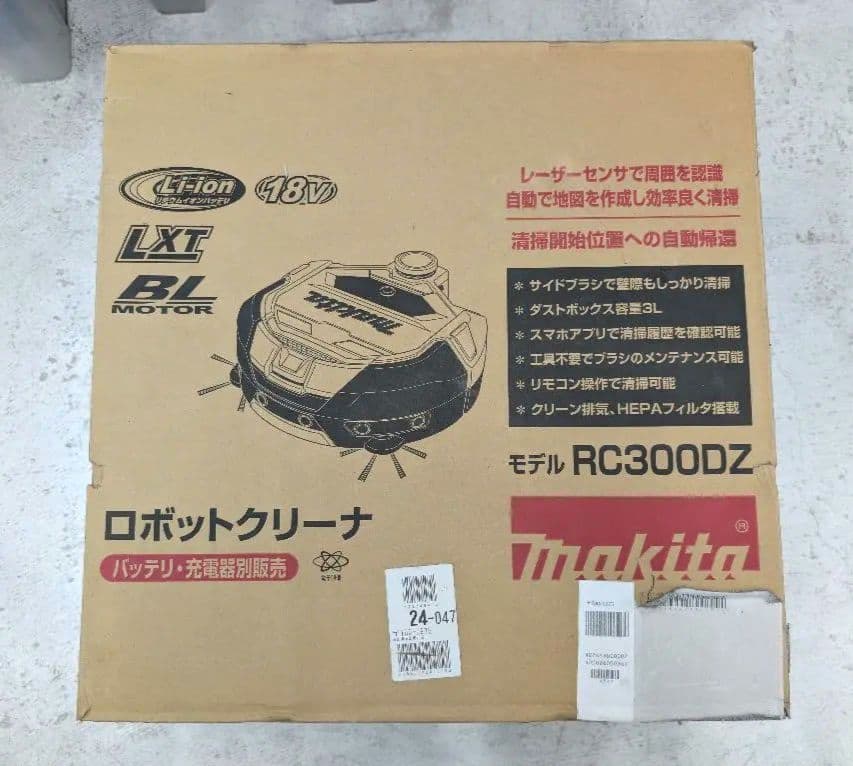 Li-ion
リチウムイオンバッテリ
18V
LXT
BL
MOTOR
レーザーセンサで周囲を認識
自動で地図を作成し効率良く清掃
清掃開始位置への自動帰還
* サイドブラシで壁際もしっかり清掃
* ダストボックス容量3L
* スマホアプリで清掃履歴を確認可能
* 工具不要でブラシのメンテナンス可能
* リモコン操作で清掃可能
* クリーン排気、HEPAフィルタ搭載
makita
モデル RC300DZ
ロボットクリーナ
バッテリ・充電器別販売
makita®
24-047